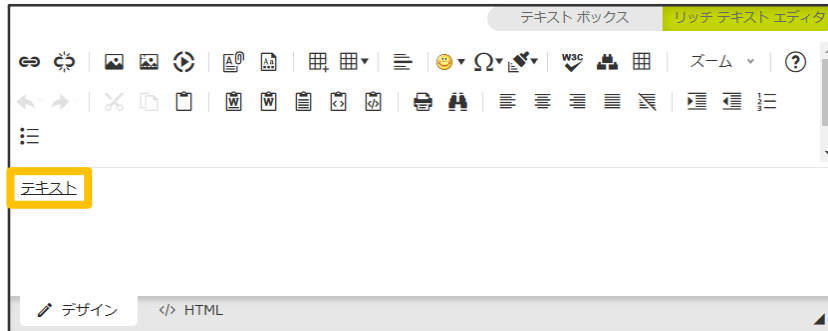 テキスト ボックス
リッチ テキスト エディタ
W3C
ズーム
テキスト
デザイン
</> HTML